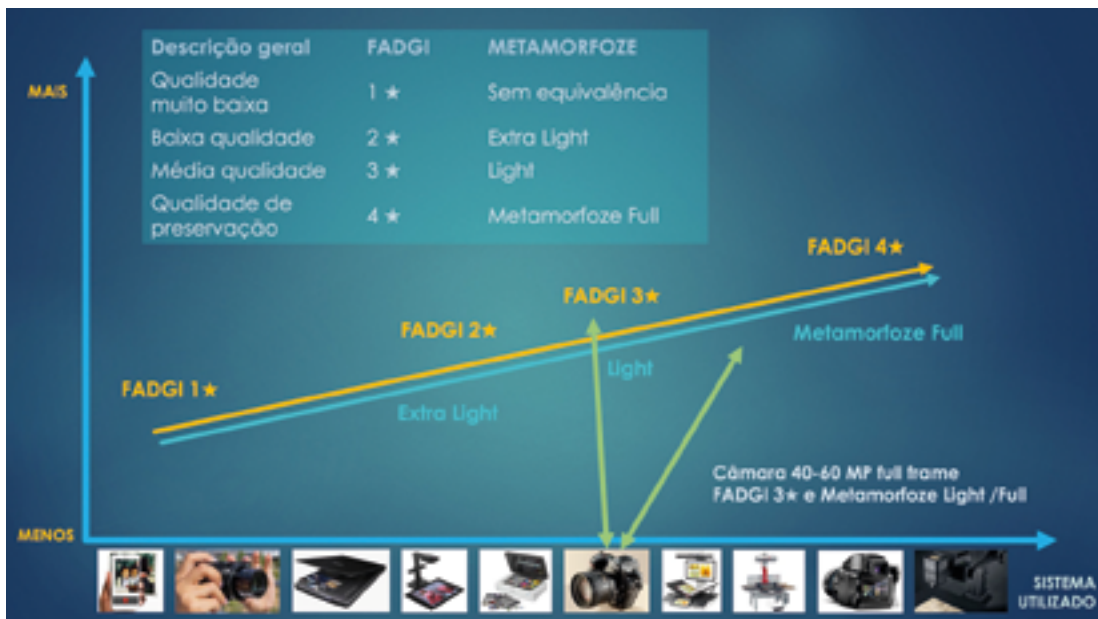 Descrição geral FADGI METAMORFOZE
Qualidade
muito baixa 1 ★ Sem equivalência
Baixa qualidade 2 ★ Extra Light
Média qualidade 3 ★ Light
Qualidade de
preservação 4 ★ Metamorfoze Full
MAIS
FADGI 4★
FADGI 3★
FADGI 2★
Metamorfoze Full
Light
FADGI 1★
Extra Light
Câmara 40-60 MP full frame
FADGI 3★ e Metamorfoze Light /Full
MENOS
SISTEMA
UTILIZADO